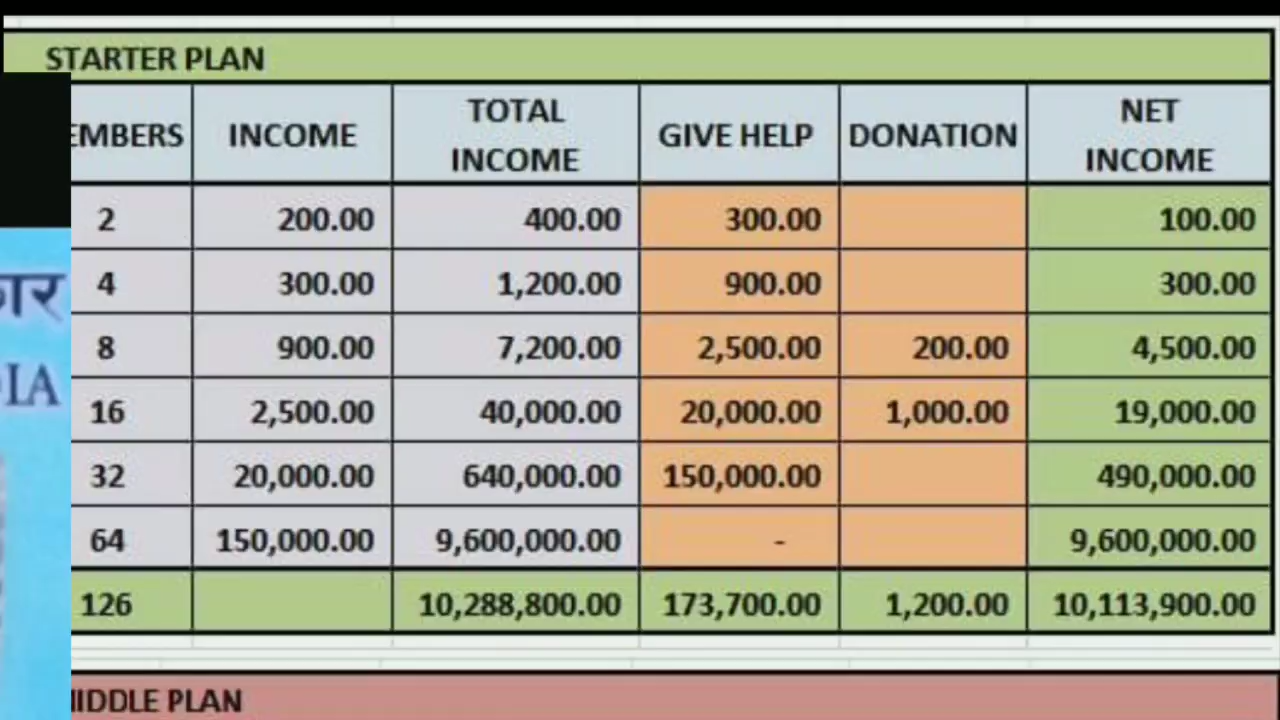 STARTER PLAN
EMBERS INCOME TOTAL INCOME GIVE HELP DONATION NET INCOME
2 200.00 400.00 300.00 100.00
4 300.00 1,200.00 900.00 300.00
8 900.00 7,200.00 2,500.00 200.00 4,500.00
16 2,500.00 40,000.00 20,000.00 1,000.00 19,000.00
32 20,000.00 640,000.00 150,000.00 490,000.00
64 150,000.00 9,600,000.00 - 9,600,000.00
126 10,288,800.00 173,700.00 1,200.00 10,113,900.00
IDDLE PLAN
IA